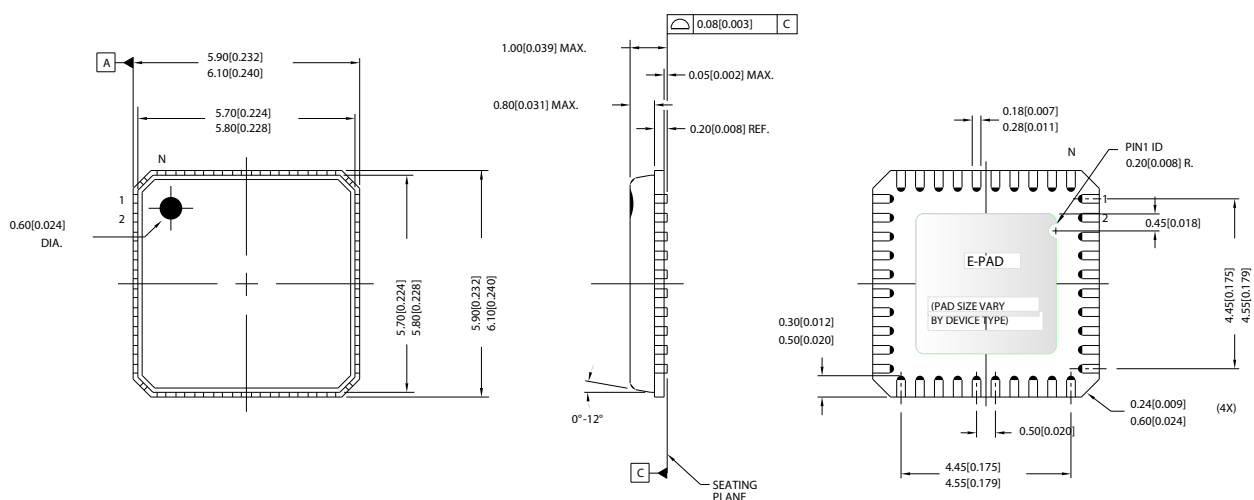 A
5.90[0.232]
6.10[0.240]
5.70[0.224]
5.80[0.228]
N
1
2
0.60[0.024]
DIA.
5.70[0.224]
5.80[0.228]
5.90[0.232]
6.10[0.240]
0.08[0.003] C
1.00[0.039] MAX.
0.05[0.002] MAX.
0.80[0.031] MAX.
0.20[0.008] REF.
0°-12°
C
SEATING
PLANE
0.18[0.007]
0.28[0.011]
N
PIN1 ID
0.20[0.008] R.
1
2
0.45[0.018]
E-PAD
(PAD SIZE VARY
BY DEVICE TYPE)
4.45[0.175]
4.55[0.179]
0.30[0.012]
0.50[0.020]
0.24[0.009]
0.60[0.024]
(4X)
0.50[0.020]
4.45[0.175]
4.55[0.179]